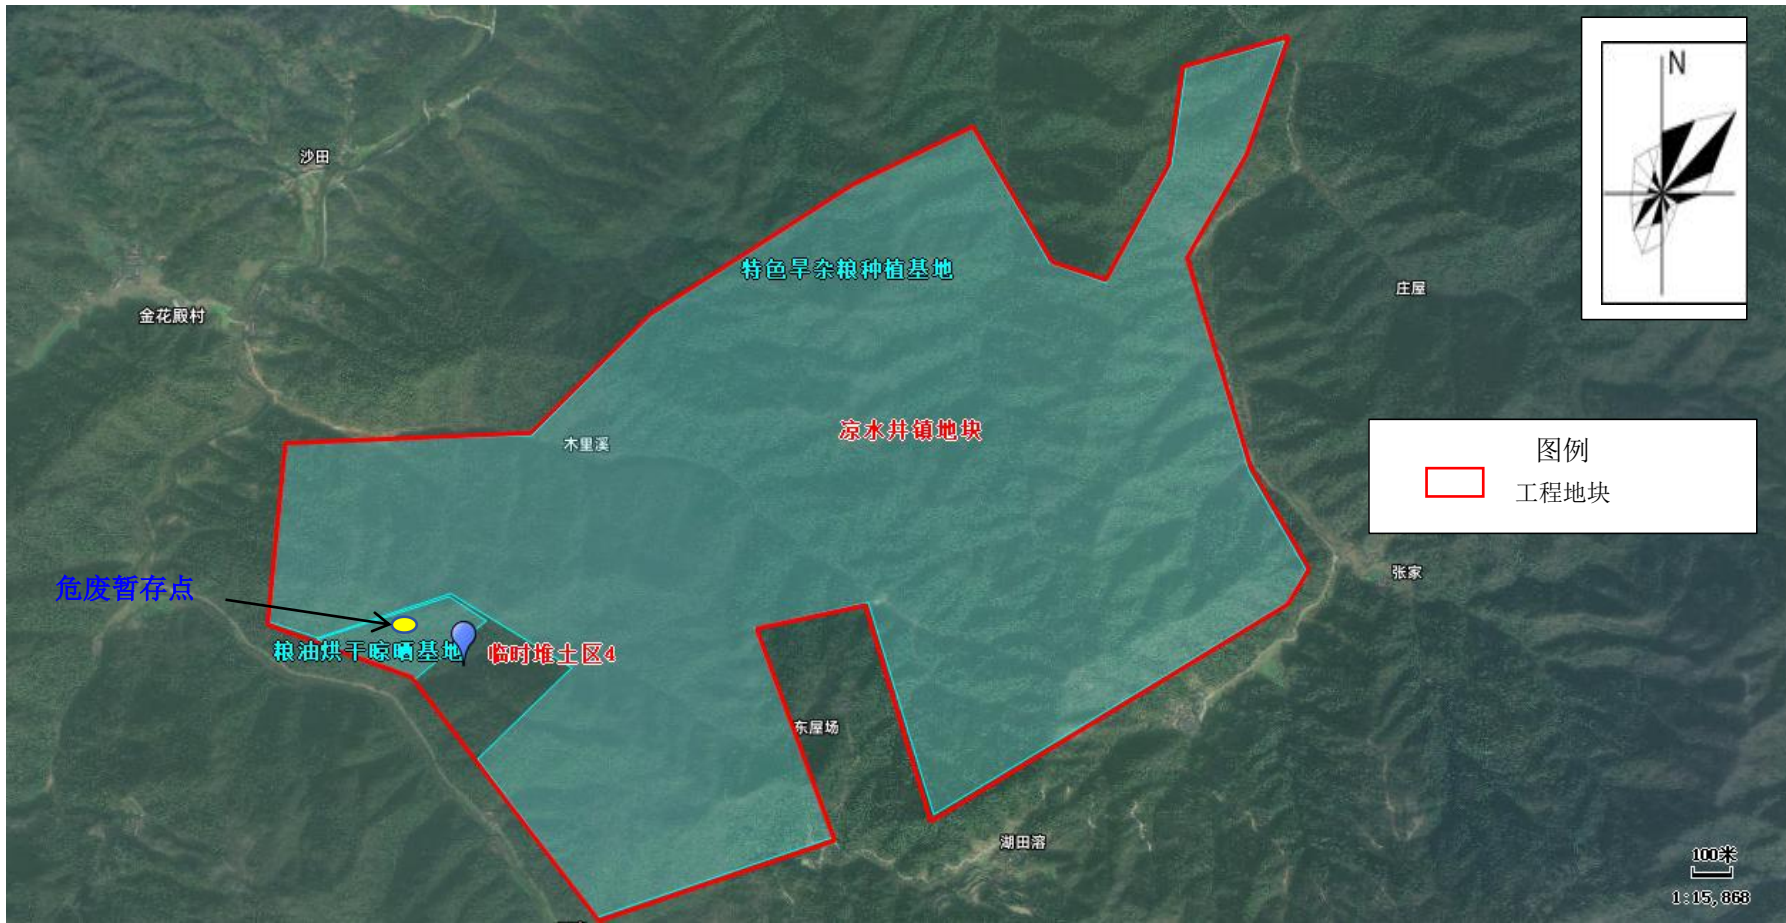 N
沙田
特色旱杂粮种植基地
庄屋
金花殿村
凉水井镇地块
木里溪
图例
工程地块
张家
危废暂存点
粮油烘干晾晒基地
临时堆土区4
东屋场
湖田溶
100米
1:15,868